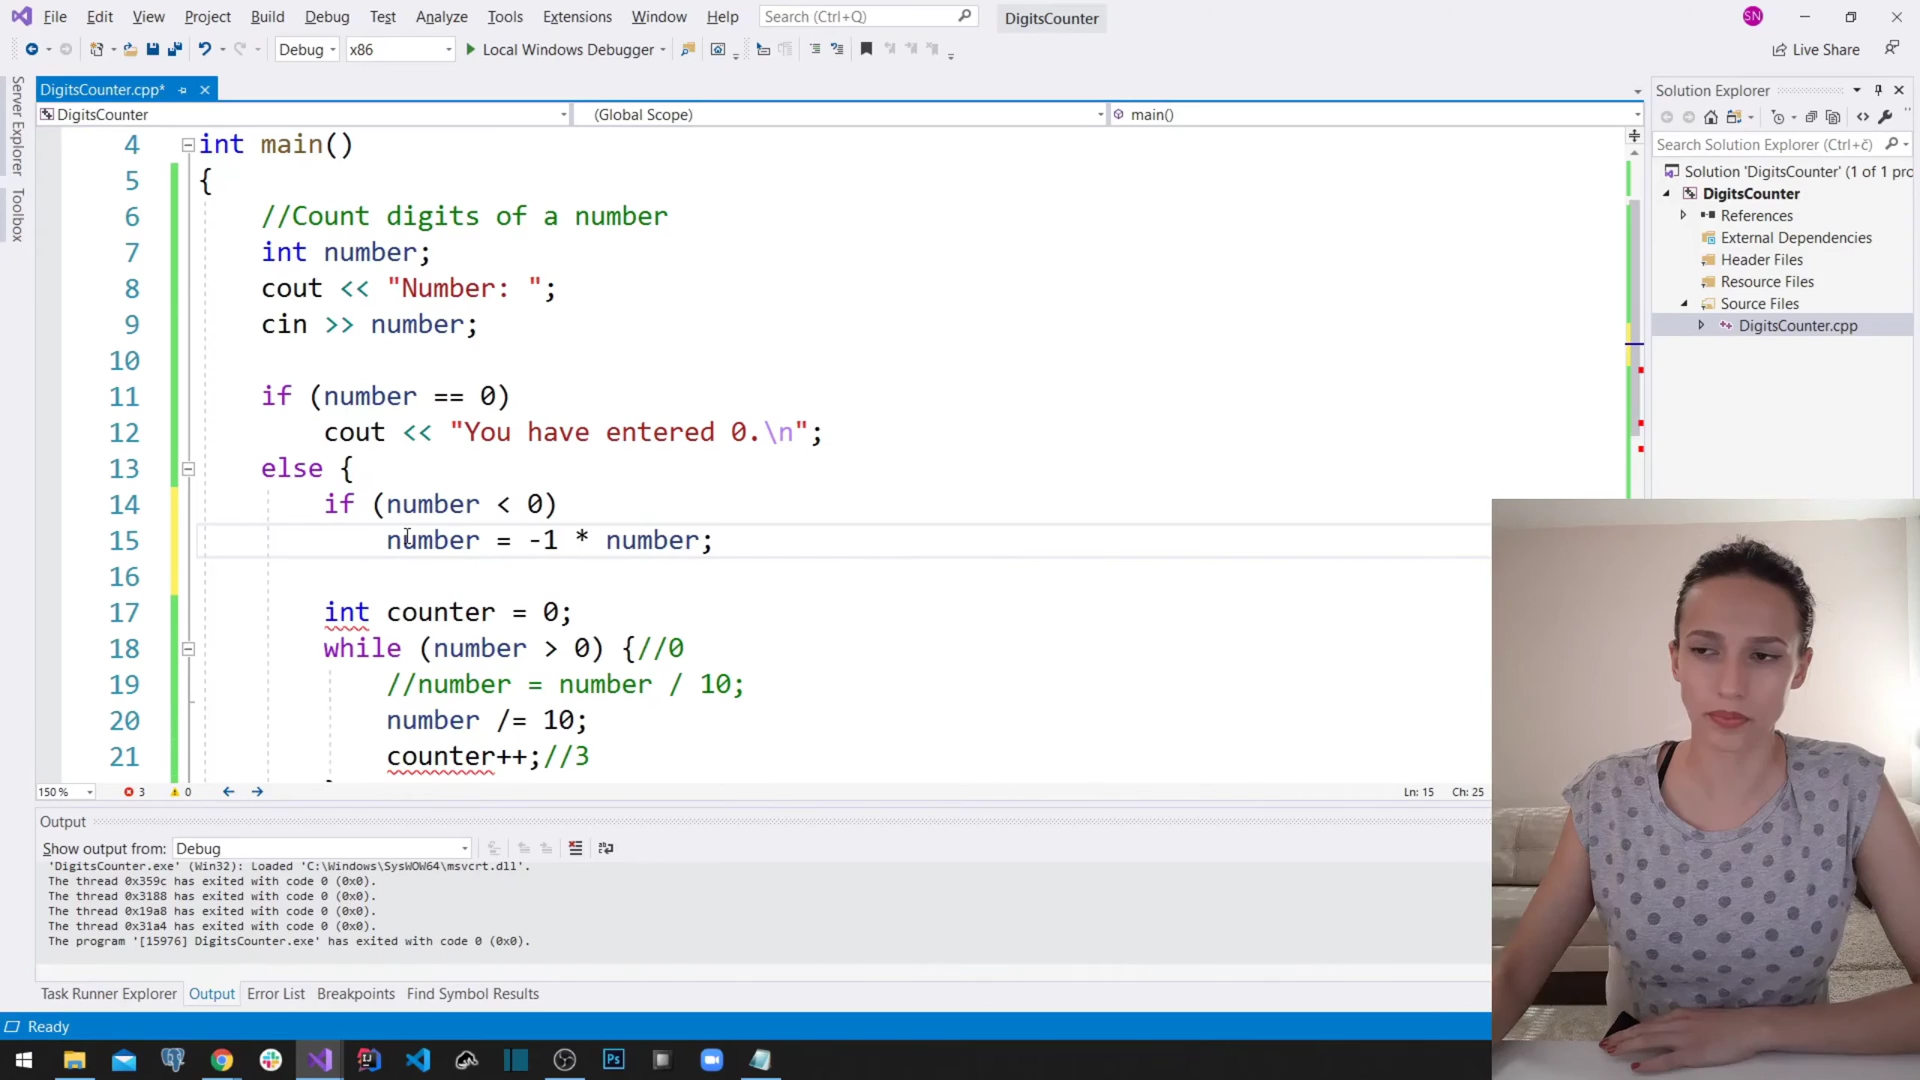 File Edit View Project Build Debug Test Analyze Tools Extensions Window Help Search (Ctrl+Q) DigitsCounter SN
Debug x86 Local Windows Debugger Live Share
Server Explorer
Toolbox
DigitsCounter.cpp*
DigitsCounter (Global Scope) main()
4 int main()
5 {
6 //Count digits of a number
7 int number;
8 cout << "Number: ";
9 cin >> number;
10
11 if (number == 0)
12 cout << "You have entered 0.\n";
13 else {
14 if (number < 0)
15 number = -1 * number;
16
17 int counter = 0;
18 while (number > 0) {//0
19 //number = number / 10;
20 number /= 10;
21 counter++;//3
150 % 3 0 Ln: 15 Ch: 25
Output
Show output from: Debug
'DigitsCounter.exe' (Win32): Loaded 'C:\Windows\SysWOW64\msvcrt.dll'.
The thread 0x359c has exited with code 0 (0x0).
The thread 0x3188 has exited with code 0 (0x0).
The thread 0x19a8 has exited with code 0 (0x0).
The thread 0x31a4 has exited with code 0 (0x0).
The program '[15976] DigitsCounter.exe' has exited with code 0 (0x0).
Task Runner Explorer Output Error List Breakpoints Find Symbol Results
Ready
Solution Explorer
Search Solution Explorer (Ctrl+č)
Solution 'DigitsCounter' (1 of 1 pro
DigitsCounter
References
External Dependencies
Header Files
Resource Files
Source Files
DigitsCounter.cpp
Ps